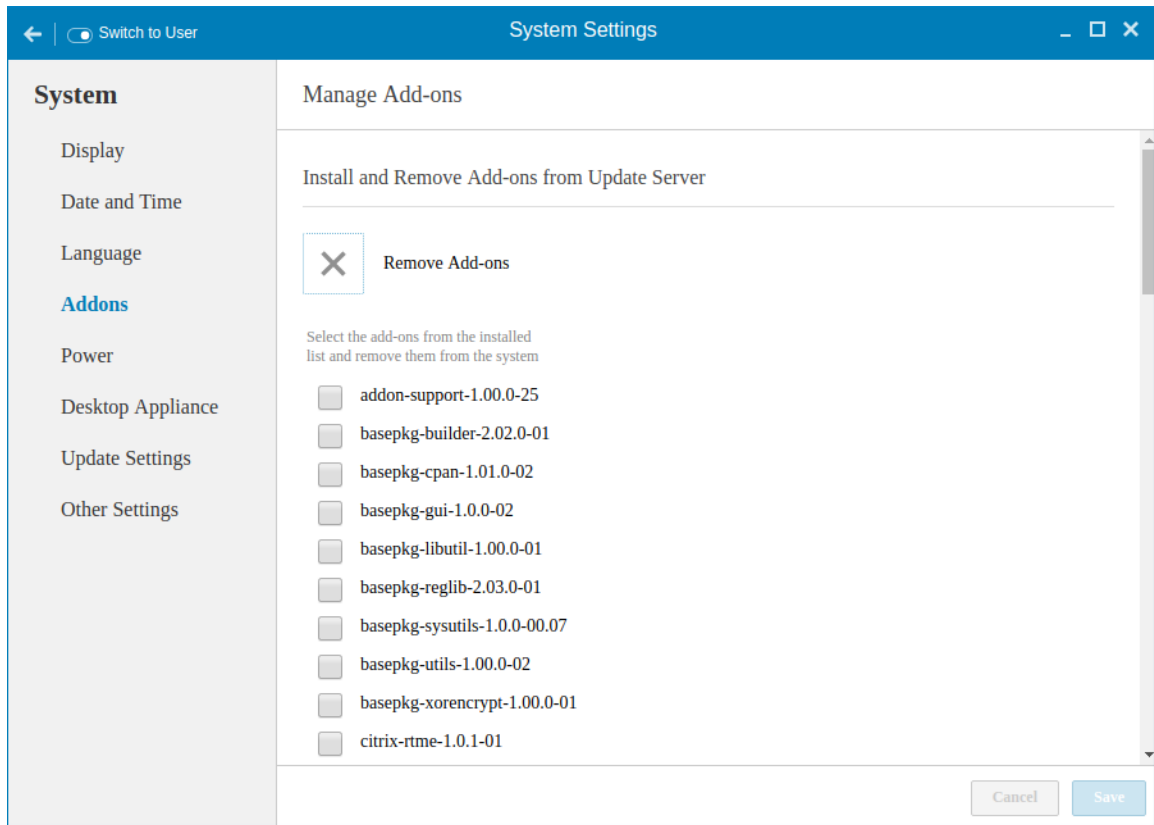 Switch to User
System Settings
System
Display
Date and Time
Language
Addons
Power
Desktop Appliance
Update Settings
Other Settings
Manage Add-ons
Install and Remove Add-ons from Update Server
Remove Add-ons
Select the add-ons from the installed
list and remove them from the system
addon-support-1.00.0-25
basepkg-builder-2.02.0-01
basepkg-cpan-1.01.0-02
basepkg-gui-1.0.0-02
basepkg-libutil-1.00.0-01
basepkg-reglib-2.03.0-01
basepkg-sysutils-1.0.0-00.07
basepkg-utils-1.00.0-02
basepkg-xorencrypt-1.00.0-01
citrix-rtme-1.0.1-01
Cancel
Save